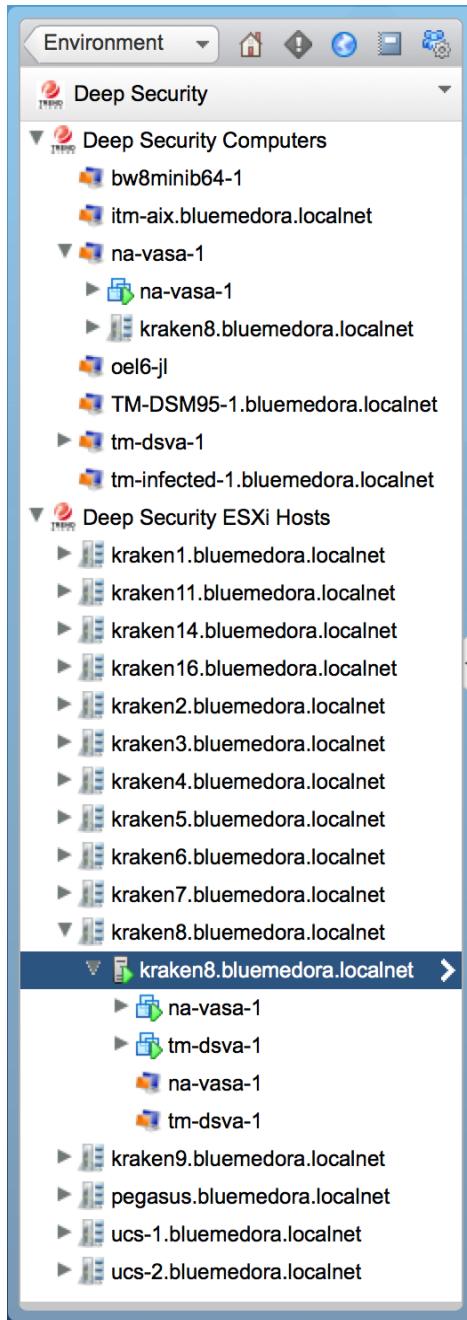 Environment
Deep Security
Deep Security Computers
bw8minib64-1
itm-aix.bluemedora.localnet
na-vasa-1
na-vasa-1
kraken8.bluemedora.localnet
oel6-jl
TM-DSM95-1.bluemedora.localnet
tm-dsva-1
tm-infected-1.bluemedora.localnet
Deep Security ESXi Hosts
kraken1.bluemedora.localnet
kraken11.bluemedora.localnet
kraken14.bluemedora.localnet
kraken16.bluemedora.localnet
kraken2.bluemedora.localnet
kraken3.bluemedora.localnet
kraken4.bluemedora.localnet
kraken5.bluemedora.localnet
kraken6.bluemedora.localnet
kraken7.bluemedora.localnet
kraken8.bluemedora.localnet
kraken8.bluemedora.localnet
na-vasa-1
tm-dsva-1
na-vasa-1
tm-dsva-1
kraken9.bluemedora.localnet
pegasus.bluemedora.localnet
ucs-1.bluemedora.localnet
ucs-2.bluemedora.localnet